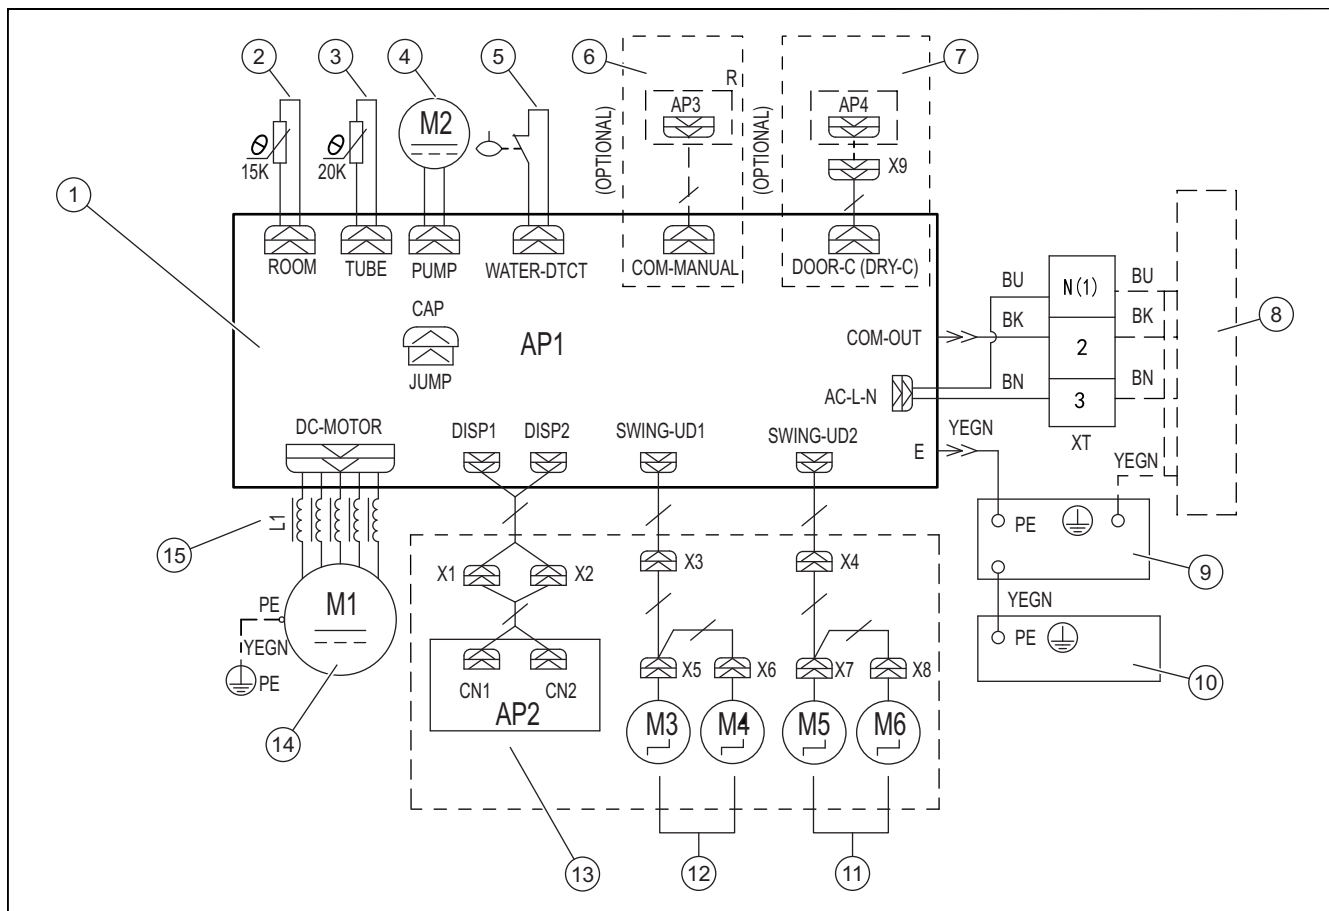 2
3
4
5
6
7
R
AP3
AP4
M2
(OPTIONAL)
(OPTIONAL)
θ
15K
θ
20K
X9
1
ROOM
TUBE
PUMP
WATER-DTCT
COM-MANUAL
DOOR-C (DRY-C)
BU
N(1)
BU
CAP
AP1
COM-OUT
BK
2
BK
8
JUMP
AC-L-N
BN
3
BN
DC-MOTOR
DISP1
DISP2
SWING-UD1
SWING-UD2
E
YEGN
XT
YEGN
L1
15
PE
9
X1
X2
X3
X4
YEGN
PE
M1
YEGN
PE
PE
10
CN1
CN2
X5
X6
X7
X8
AP2
M3
M4
M5
M6
14
13
12
11